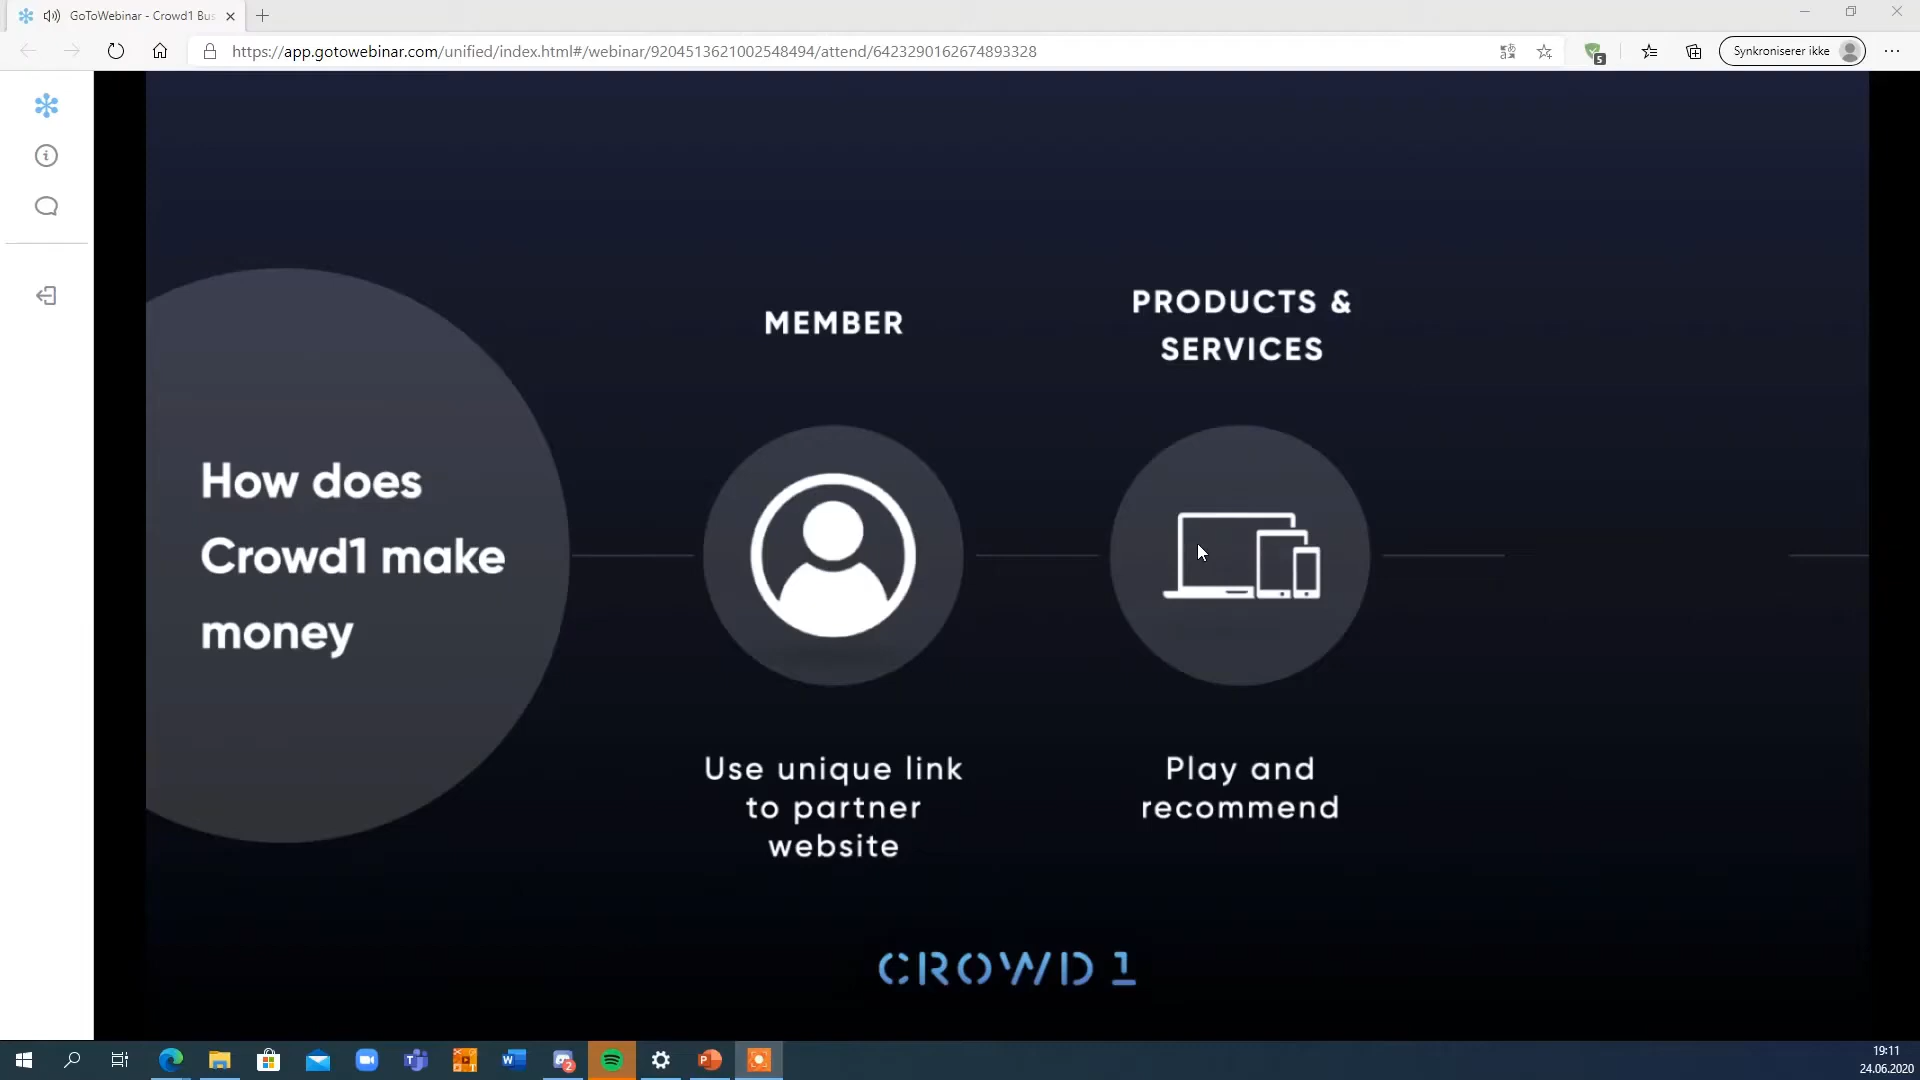 GoToWebinar - Crowd1 Bus
https://app.gotowebinar.com/unified/index.html#/webinar/9204513621002548494/attend/6423290162674893328
5
Synkroniserer ikke
How does
Crowd1 make
money
MEMBER
Use unique link
to partner
website
PRODUCTS &
SERVICES
Play and
recommend
CROWD 1
2
19:11
24.06.2020